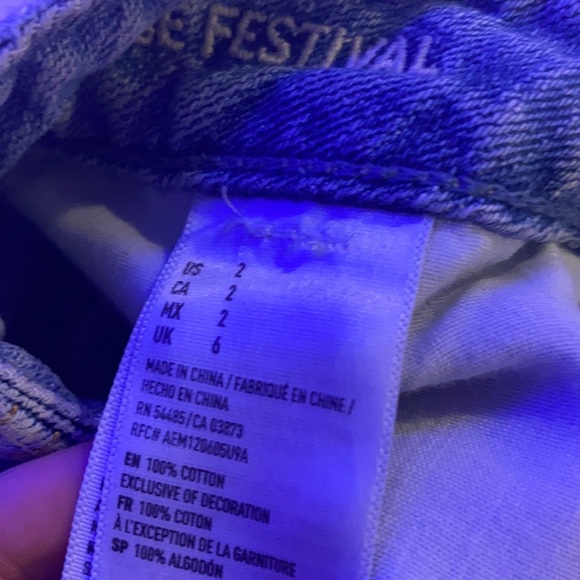 FESTIVAL
US 2
CA 2
MX 2
UK 6
MADE IN CHINA / FABRIQUÉ EN CHINE /
HECHO EN CHINA
RN 54485/CA 03873
RFC# AEM120605U9A
EN 100% COTTON
EXCLUSIVE OF DECORATION
FR 100% COTON
À L'EXCEPTION DE LA GARNITURE
SP 100% ALGODÓN